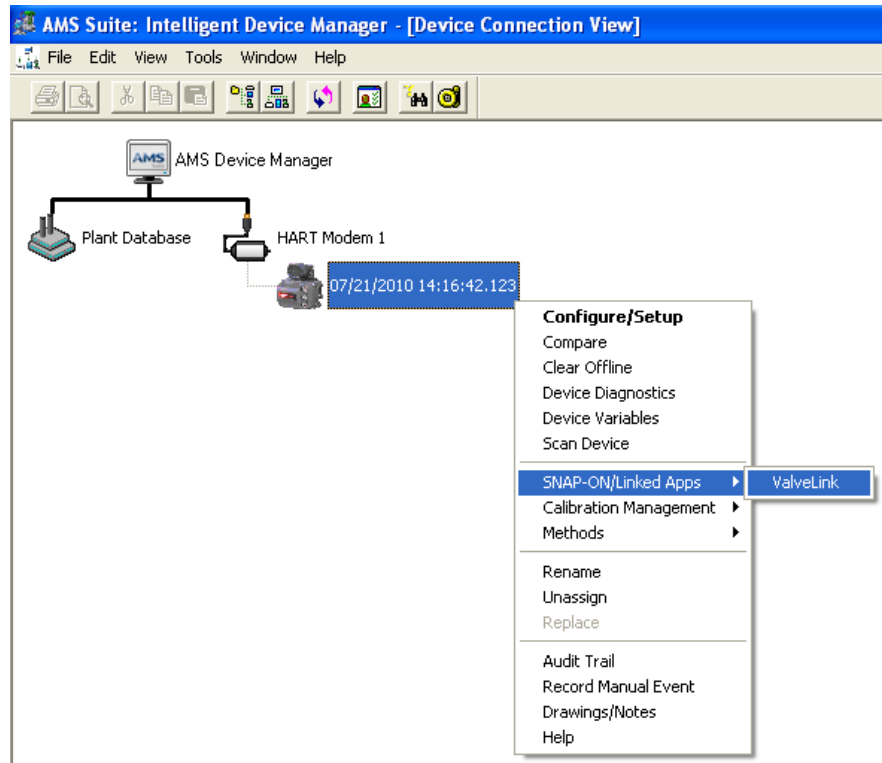 AMS Suite: Intelligent Device Manager - [Device Connection View]
File Edit View Tools Window Help
AMS
AMS Device Manager
Plant Database
HART Modem 1
07/21/2010 14:16:42.123
Configure/Setup
Compare
Clear Offline
Device Diagnostics
Device Variables
Scan Device
SNAP-ON/Linked Apps
ValveLink
Calibration Management
Methods
Rename
Unassign
Replace
Audit Trail
Record Manual Event
Drawings/Notes
Help